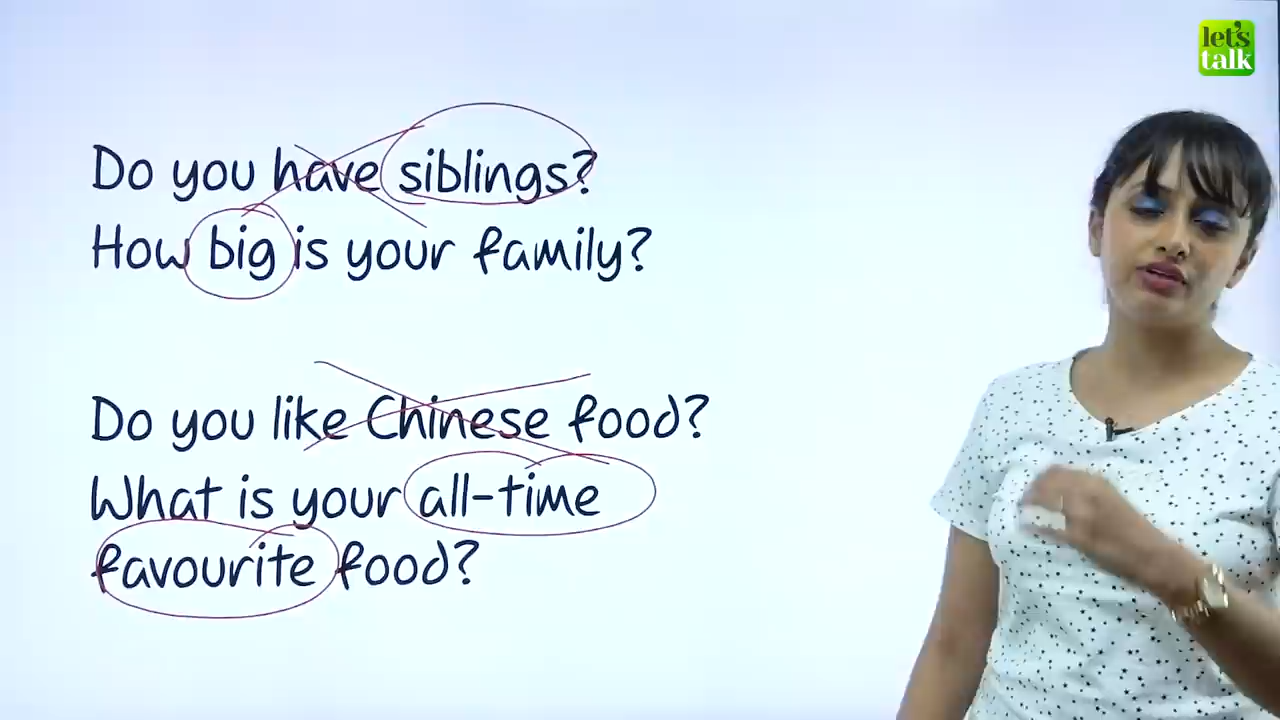 let's
talk
Do you have siblings?
How big is your family?
Do you like Chinese food?
What is your all-time
favourite food?